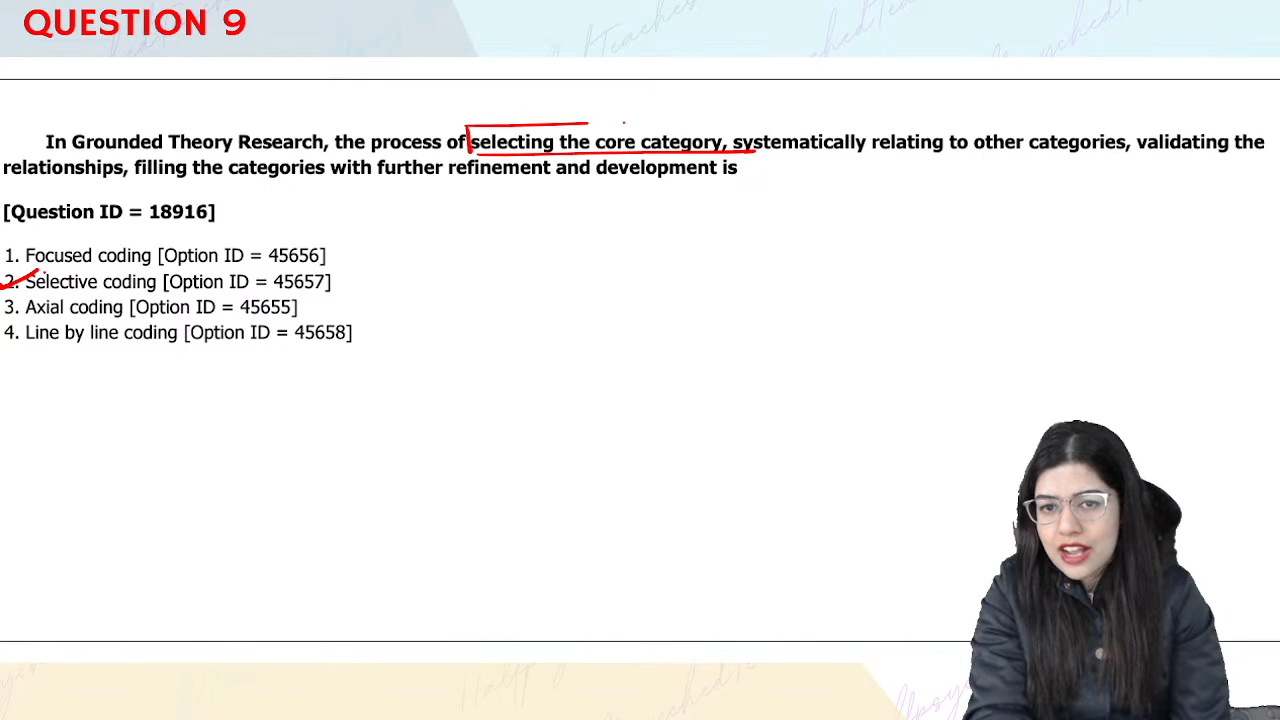 QUESTION 9
In Grounded Theory Research, the process of selecting the core category, systematically relating to other categories, validating the
relationships, filling the categories with further refinement and development is
[Question ID = 18916]
1. Focused coding [Option ID = 45656]
2. Selective coding [Option ID = 45657]
3. Axial coding [Option ID = 45655]
4. Line by line coding [Option ID = 45658]